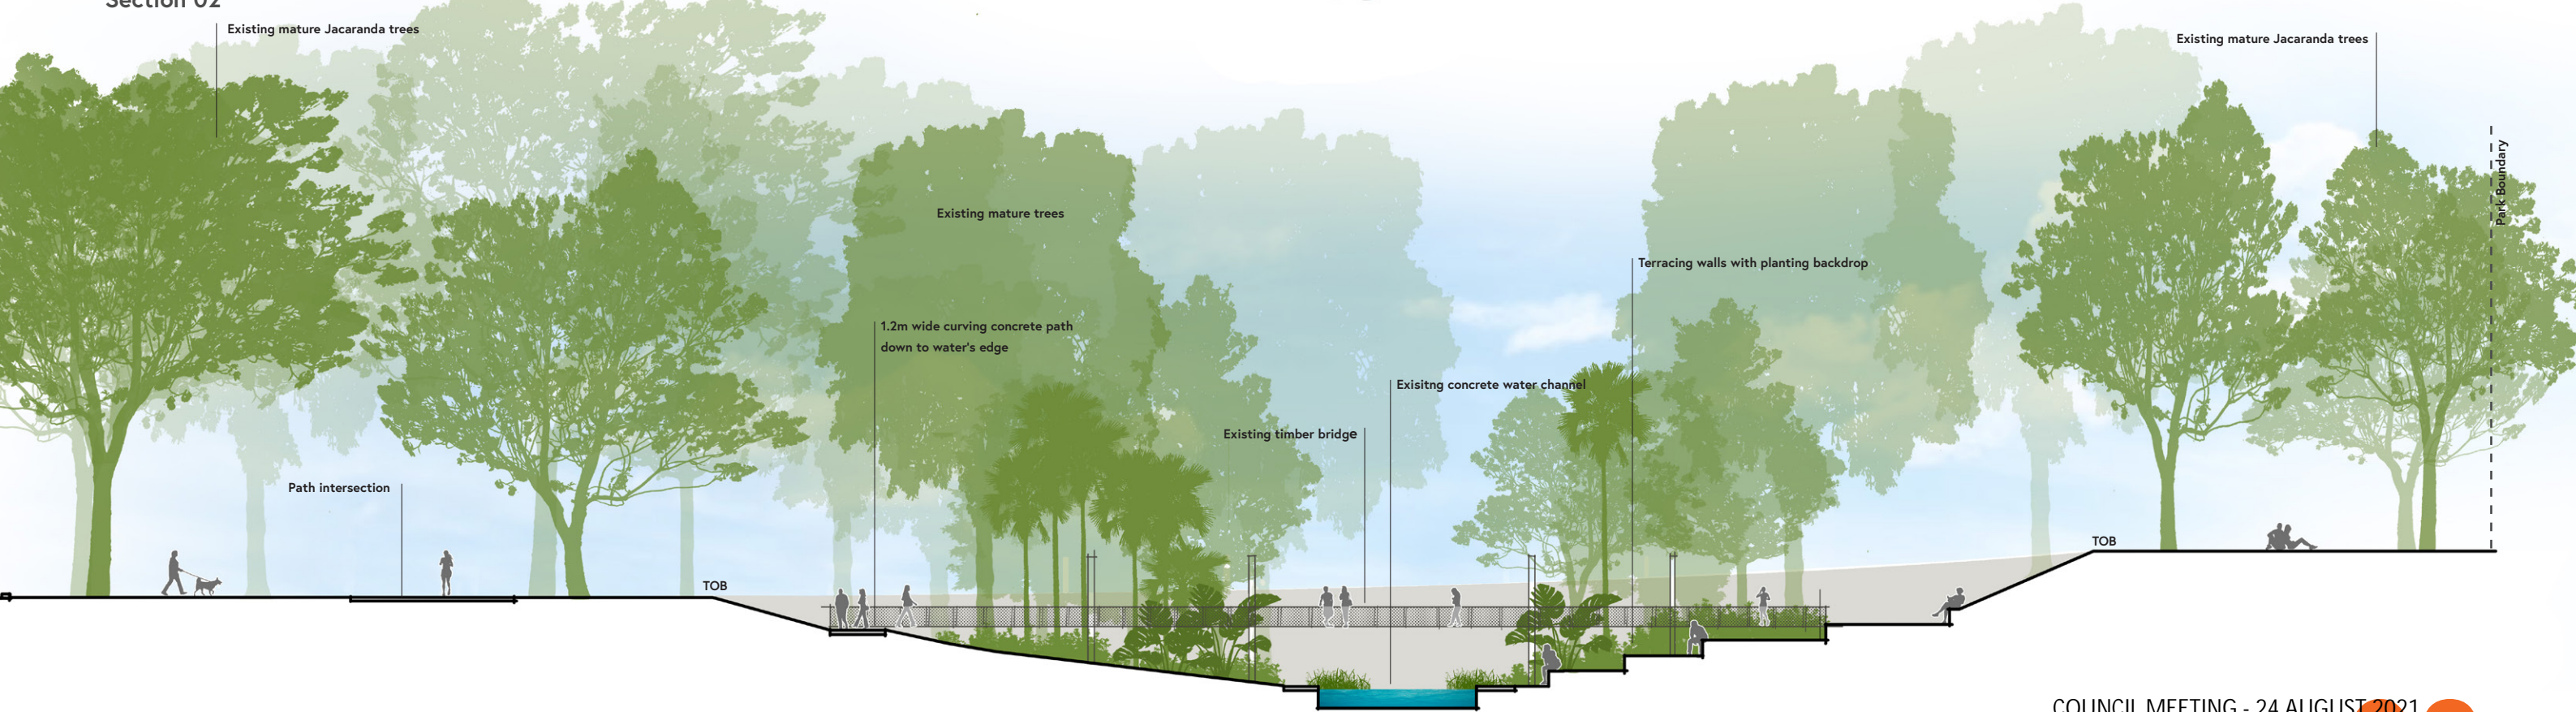 Section 02
Existing mature Jacaranda trees
Existing mature Jacaranda trees
Park Boundary
Existing mature trees
Terracing walls with planting backdrop
1.2m wide curving concrete path
down to water's edge
Exisitng concrete water channel
Existing timber bridge
Path intersection
TOB
TOB
COUNCIL MEETING - 24 AUGUST 2021